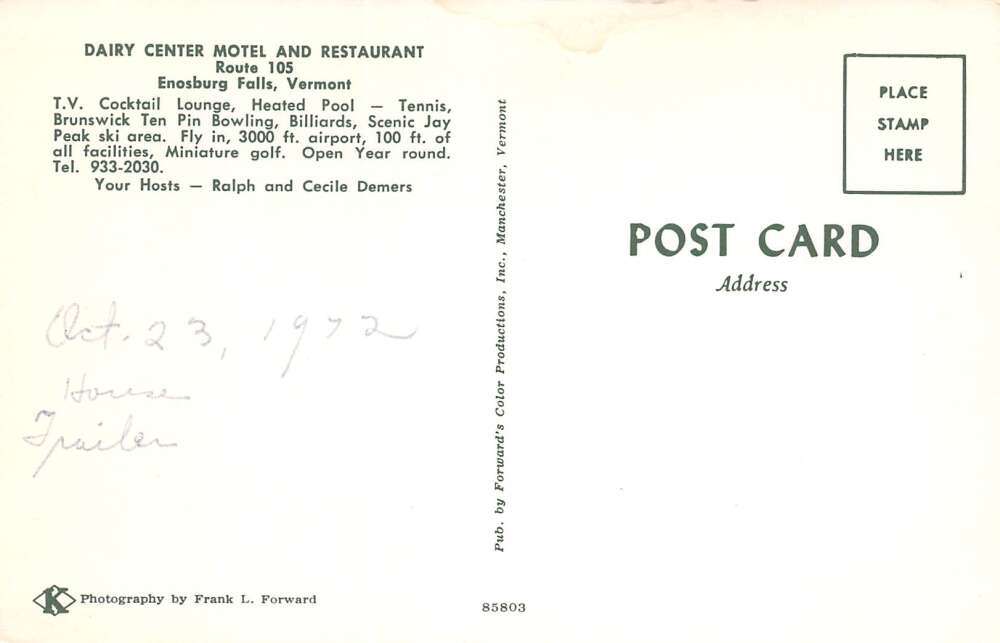 DAIRY CENTER MOTEL AND RESTAURANT
Route 105
Enosburg Falls, Vermont
T.V. Cocktail Lounge, Heated Pool — Tennis,
Brunswick Ten Pin Bowling, Billiards, Scenic Jay
Peak ski area. Fly in, 3000 ft. airport, 100 ft. of
all facilities, Miniature golf. Open Year round.
Tel. 933-2030.
Your Hosts — Ralph and Cecile Demers
Oct. 23, 1972
House
Trailer
K Photography by Frank L. Forward
Pub. by Forward's Color Productions, Inc., Manchester, Vermont
85803
PLACE
STAMP
HERE
POST CARD
Address